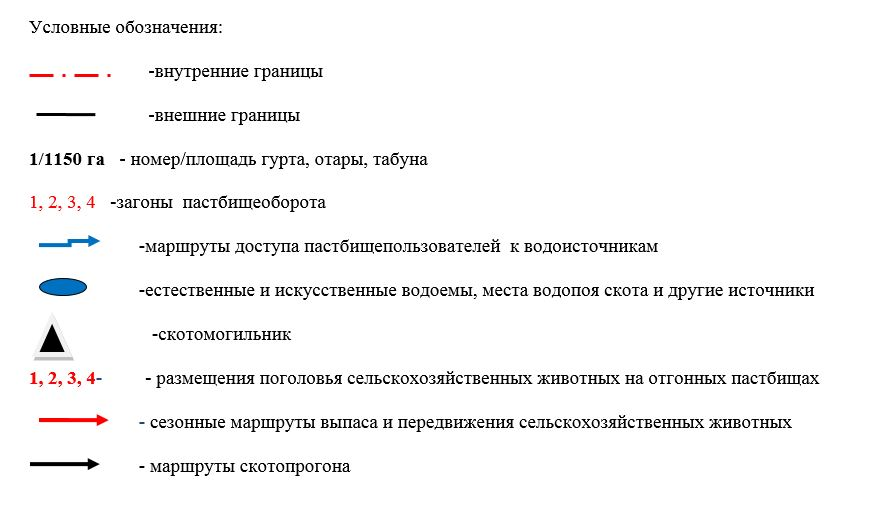 Условные обозначения:
-внутренние границы
-внешние границы
1/1150 га - номер/площадь гурта, отары, табуна
1, 2, 3, 4 -загоны пастбищеоборота
-маршруты доступа пастбищепользователей к водоисточникам
-естественные и искусственные водоемы, места водопоя скота и другие источники
-скотомогильник
1, 2, 3, 4- - размещения поголовья сельскохозяйственных животных на отгонных пастбищах
- сезонные маршруты выпаса и передвижения сельскохозяйственных животных
- маршруты скотопрогона